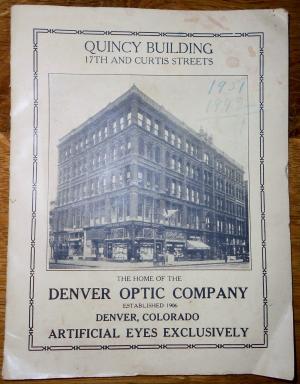 QUINCY BUILDING
17TH AND CURTIS STREETS
1951
THE HOME OF THE
DENVER OPTIC COMPANY
ESTABLISHED 1906
DENVER, COLORADO
ARTIFICIAL EYES EXCLUSIVELY